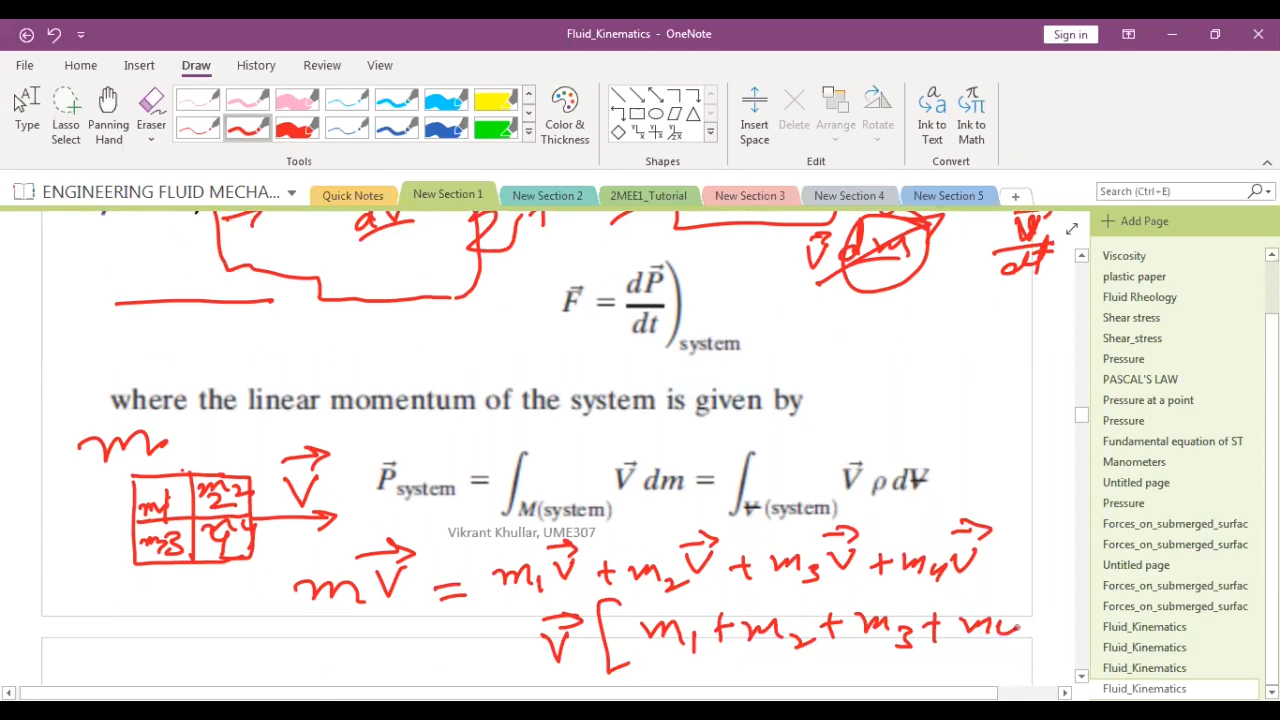 Fluid_Kinematics - OneNote
Sign in
File Home Insert Draw History Review View
Type
Lasso Select
Panning Hand
Eraser
Color & Thickness
Insert Space
Delete
Arrange
Rotate
Ink to Text
Ink to Math
Tools
Shapes
Edit
Convert
ENGINEERING FLUID MECHA...
Quick Notes
New Section 1
New Section 2
2MEE1_Tutorial
New Section 3
New Section 4
New Section 5
Search (Ctrl+E)
V⃗ dm
F⃗ = dP⃗/dt)system
where the linear momentum of the system is given by
m
m1 m2
m3
V⃗
P⃗system = ∫M(system) V⃗ dm = ∫V(system) V⃗ ρ dV
Vikrant Khullar, UME307
mV⃗ = m1V⃗ + m2V⃗ + m3V⃗ + m4V⃗
V⃗ [ m1 + m2 + m3 + m
Add Page
Viscosity
plastic paper
Fluid Rheology
Shear stress
Shear_stress
Pressure
PASCAL'S LAW
Pressure at a point
Pressure
Fundamental equation of ST
Manometers
Untitled page
Pressure
Forces_on_submerged_surfac
Forces_on_submerged_surfac
Untitled page
Forces_on_submerged_surfac
Forces_on_submerged_surfac
Fluid_Kinematics
Fluid_Kinematics
Fluid_Kinematics
Fluid_Kinematics